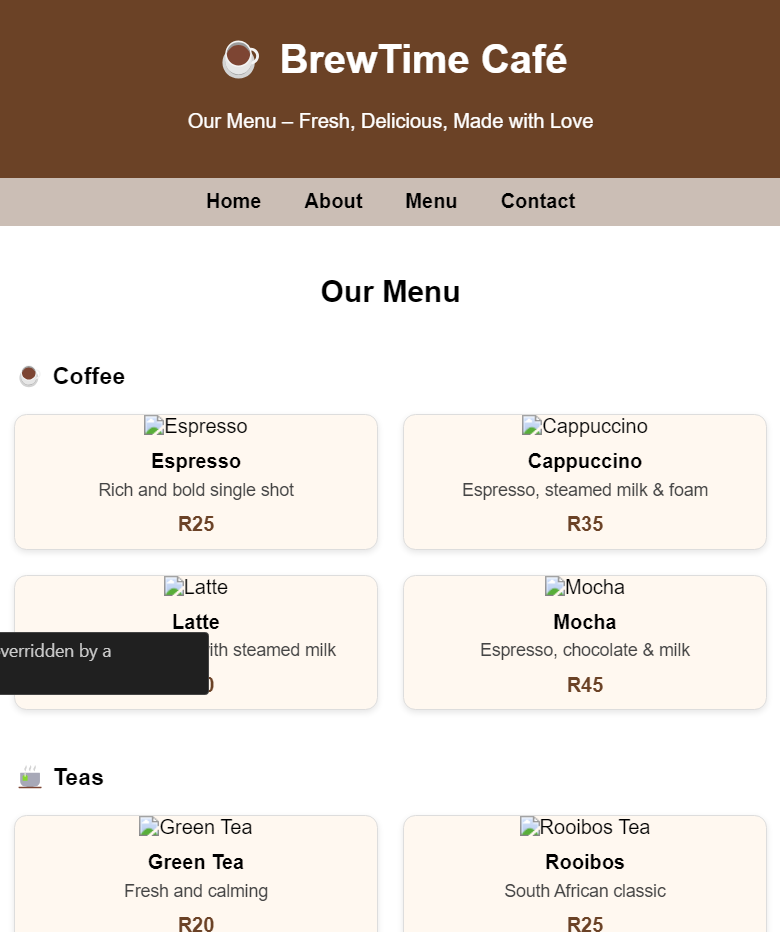 BrewTime Café
Our Menu – Fresh, Delicious, Made with Love
Home About Menu Contact
Our Menu
Coffee
Espresso
Espresso
Rich and bold single shot
R25
Cappuccino
Cappuccino
Espresso, steamed milk & foam
R35
Latte
Latte
with steamed milk
0
verridden by a
Mocha
Mocha
Espresso, chocolate & milk
R45
Teas
Green Tea
Green Tea
Fresh and calming
R20
Rooibos Tea
Rooibos
South African classic
R25